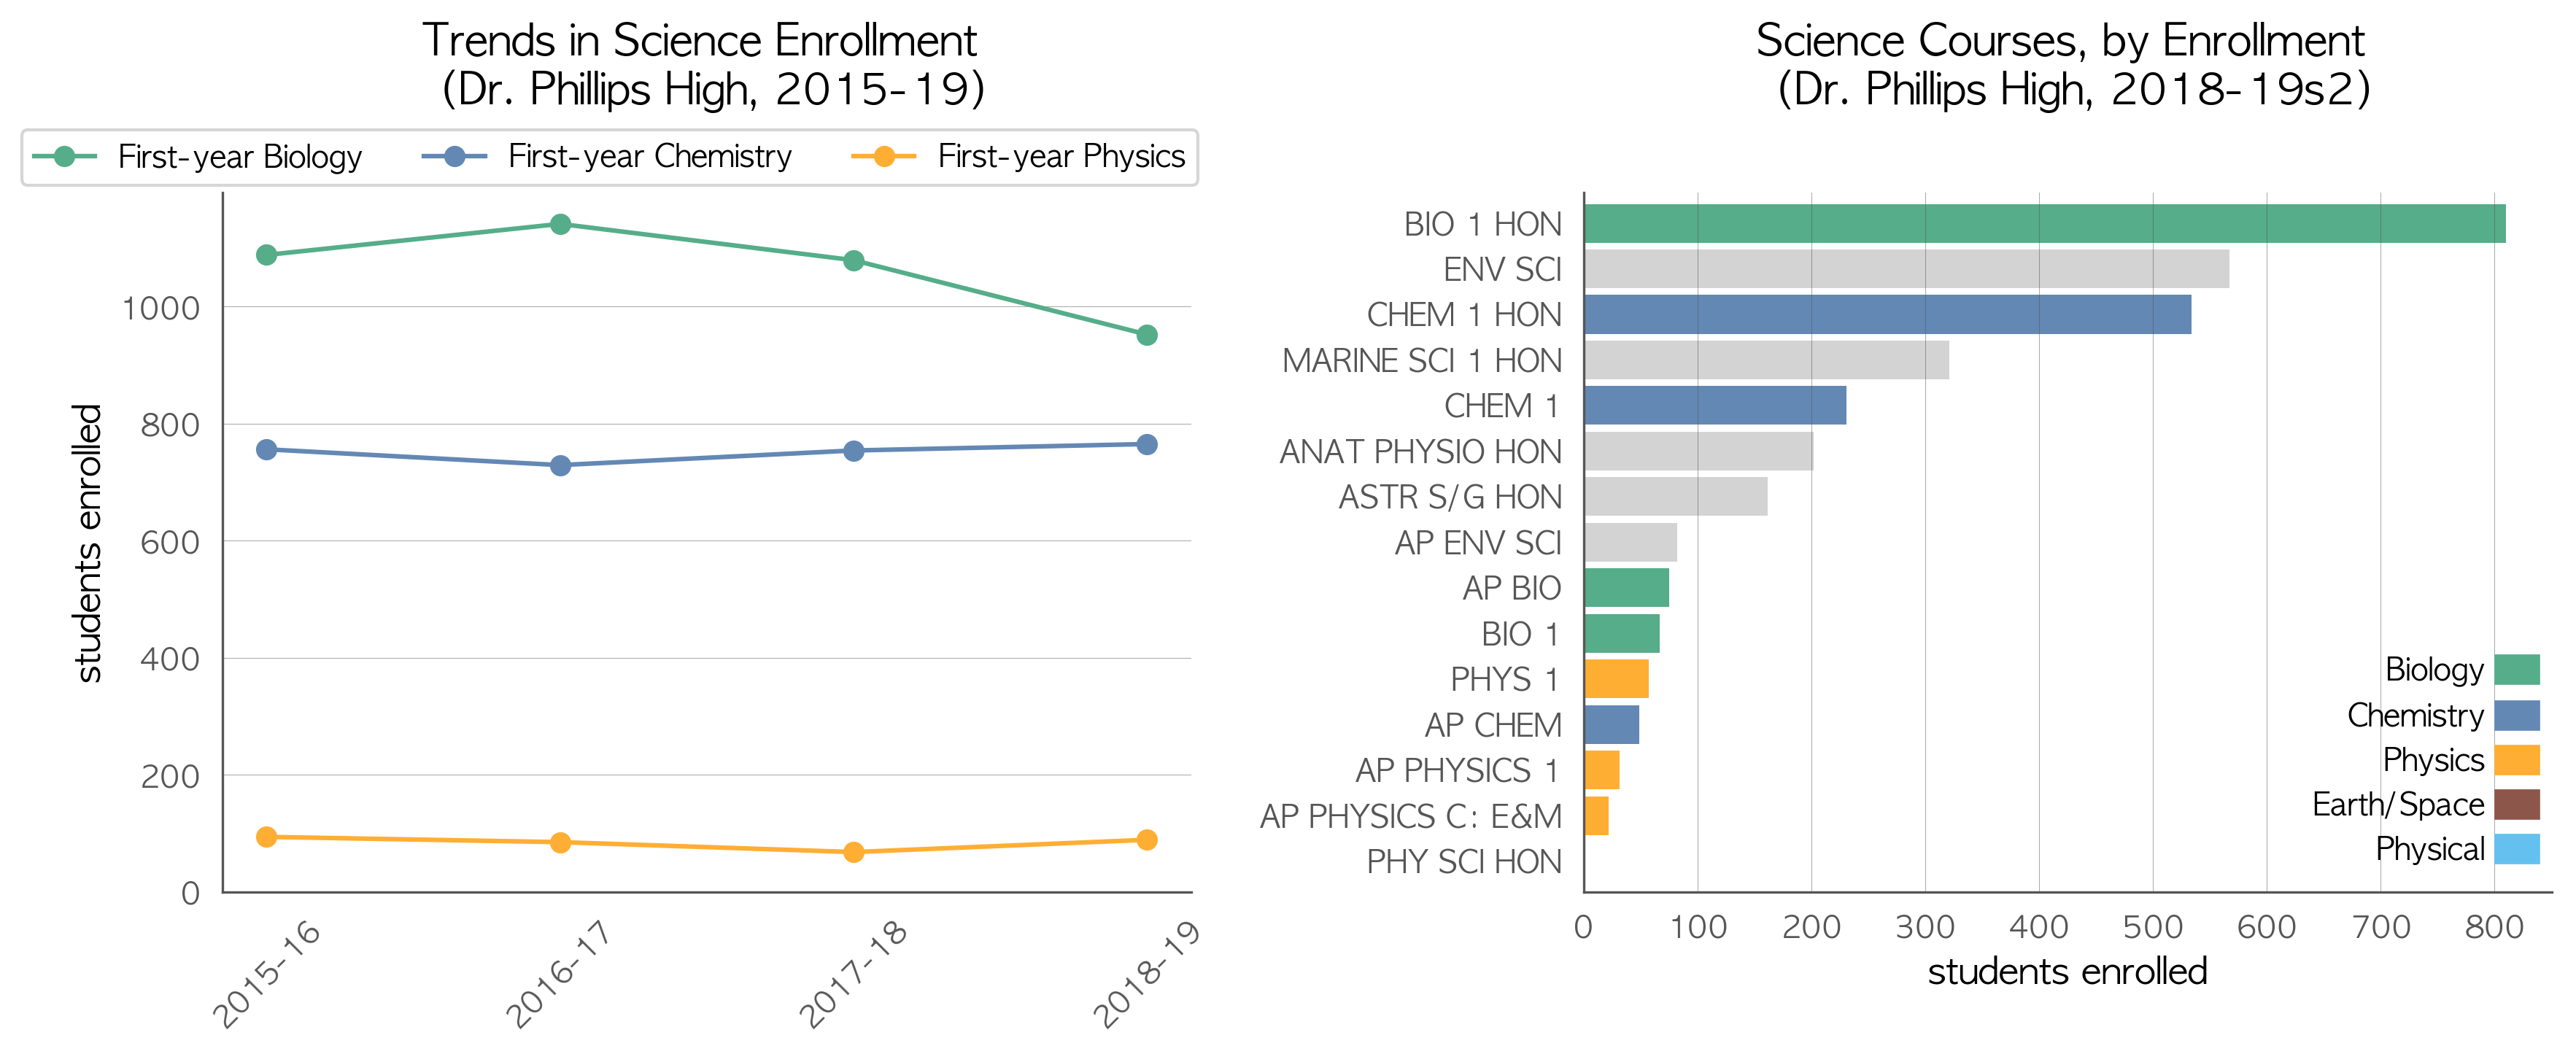 Trends in Science Enrollment
(Dr. Phillips High, 2015-19)
First-year Biology
First-year Chemistry
First-year Physics
students enrolled
1000
800
600
400
200
0
2015-16
2016-17
2017-18
2018-19
Science Courses, by Enrollment
(Dr. Phillips High, 2018-19s2)
BIO 1 HON
ENV SCI
CHEM 1 HON
MARINE SCI 1 HON
CHEM 1
ANAT PHYSIO HON
ASTR S/G HON
AP ENV SCI
AP BIO
BIO 1
PHYS 1
AP CHEM
AP PHYSICS 1
AP PHYSICS C: E&M
PHY SCI HON
Biology
Chemistry
Physics
Earth/Space
Physical
0 100 200 300 400 500 600 700 800
students enrolled